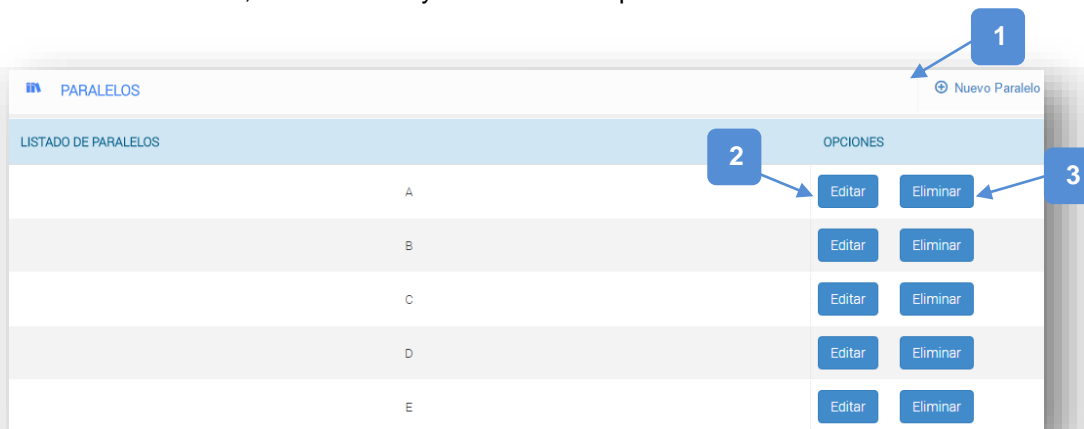 1
PARALELOS
Nuevo Paralelo
LISTADO DE PARALELOS
OPCIONES
2
3
A
Editar
Eliminar
B
Editar
Eliminar
C
Editar
Eliminar
D
Editar
Eliminar
E
Editar
Eliminar